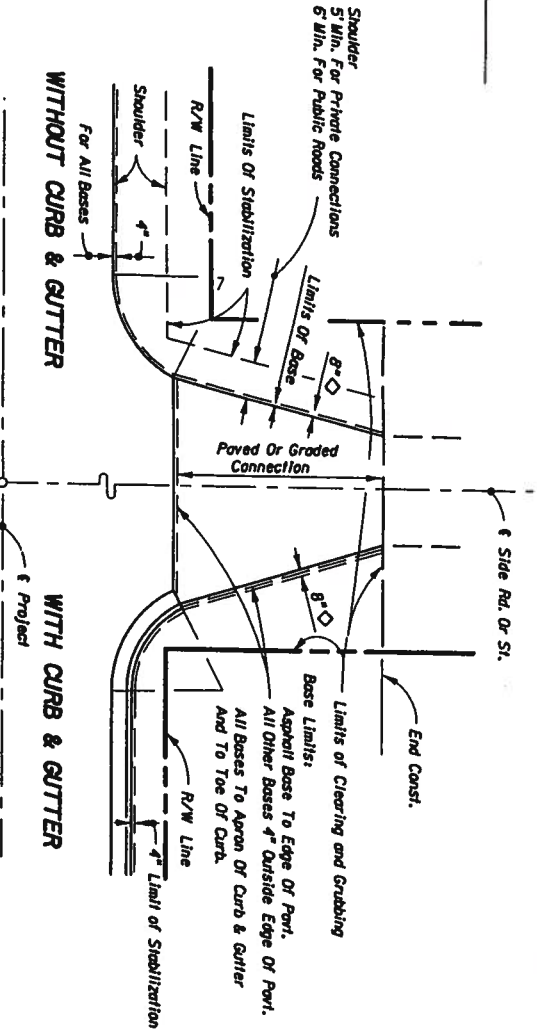 Shoulder
5' Min. For Private Connections
6' Min. For Public Roads
Limits Of Stabilization
R/W Line
Shoulder
4"
For All Bases
WITHOUT CURB & GUTTER
7
Limits Of Base
8" ◇
Paved Or Graded
Connection
℄ Side Rd. Or St.
End Const.
Limits of Clearing and Grubbing
8" ◇
Base Limits:
Asphalt Base To Edge Of Pavt.
All Other Bases 4" Outside Edge Of Pavt.
All Bases To Apron Of Curb & Gutter
And To Toe Of Curb.
R/W Line
4" Limit of Stabilization
WITH CURB & GUTTER
℄ Project